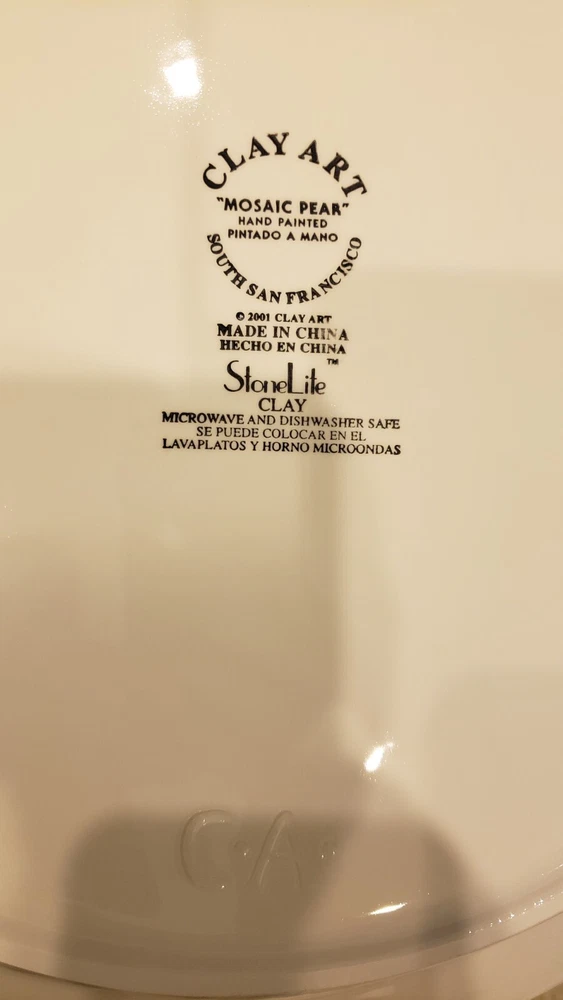 CLAY ART
"MOSAIC PEAR"
HAND PAINTED
PINTADO A MANO
SOUTH SAN FRANCISCO
© 2001 CLAY ART
MADE IN CHINA
HECHO EN CHINA
StoneLite™
CLAY
MICROWAVE AND DISHWASHER SAFE
SE PUEDE COLOCAR EN EL
LAVAPLATOS Y HORNO MICROONDAS
C·A·